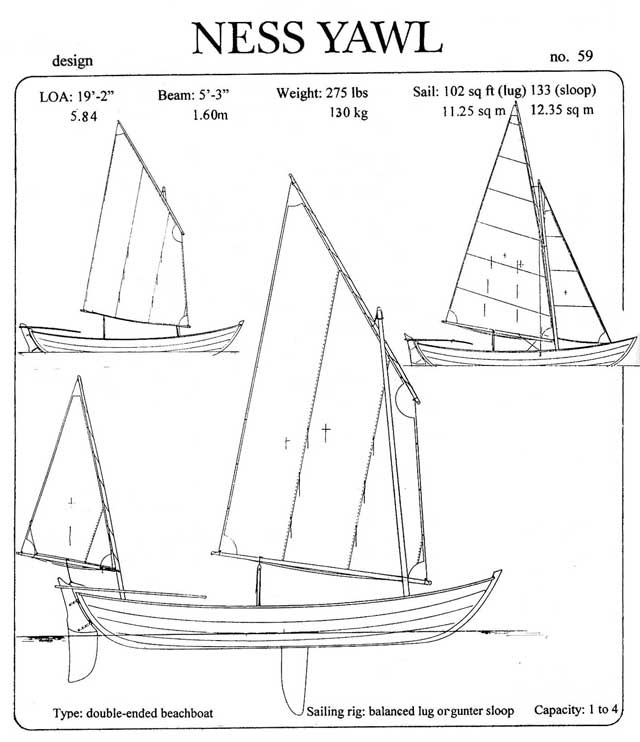 NESS YAWL
design no. 59
LOA: 19'-2" Beam: 5'-3" Weight: 275 lbs Sail: 102 sq ft (lug) 133 (sloop)
5.84 1.60m 130 kg 11.25 sq m 12.35 sq m
Type: double-ended beachboat Sailing rig: balanced lug orgunter sloop Capacity: 1 to 4